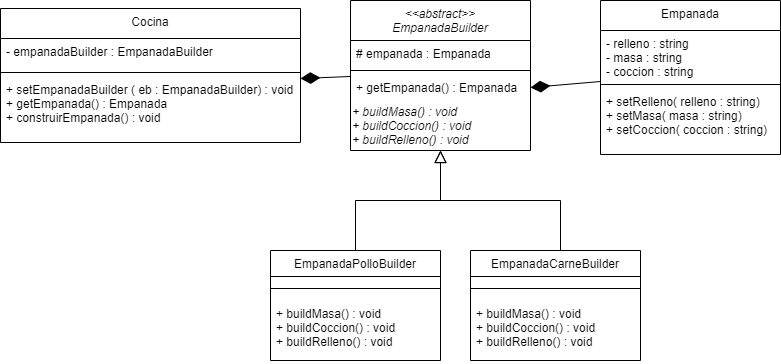 Cocina
- empanadaBuilder : EmpanadaBuilder
+ setEmpanadaBuilder ( eb : EmpanadaBuilder) : void
+ getEmpanada() : Empanada
+ construirEmpanada() : void
<<abstract>>
EmpanadaBuilder
# empanada : Empanada
+ getEmpanada() : Empanada
+ buildMasa() : void
+ buildCoccion() : void
+ buildRelleno() : void
Empanada
- relleno : string
- masa : string
- coccion : string
+ setRelleno( relleno : string)
+ setMasa( masa : string)
+ setCoccion( coccion : string)
EmpanadaPolloBuilder
+ buildMasa() : void
+ buildCoccion() : void
+ buildRelleno() : void
EmpanadaCarneBuilder
+ buildMasa() : void
+ buildCoccion() : void
+ buildRelleno() : void